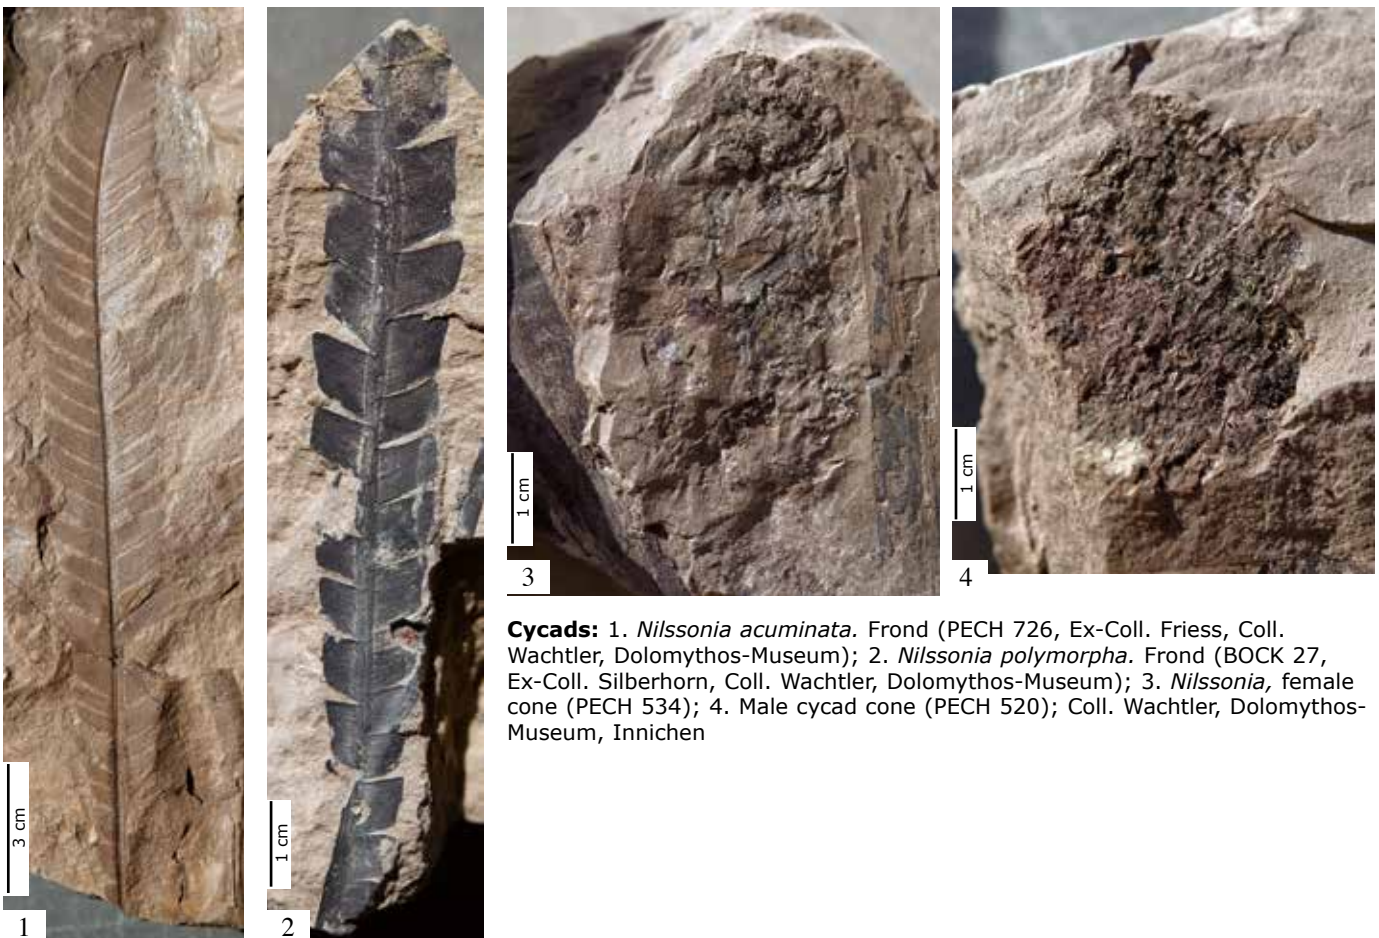 3 cm
1
1 cm
2
1 cm
3
1 cm
4
Cycads: 1. Nilssonia acuminata. Frond (PECH 726, Ex-Coll. Friess, Coll.
Wachtler, Dolomythos-Museum); 2. Nilssonia polymorpha. Frond (BOCK 27,
Ex-Coll. Silberhorn, Coll. Wachtler, Dolomythos-Museum); 3. Nilssonia, female
cone (PECH 534); 4. Male cycad cone (PECH 520); Coll. Wachtler, Dolomythos-
Museum, Innichen